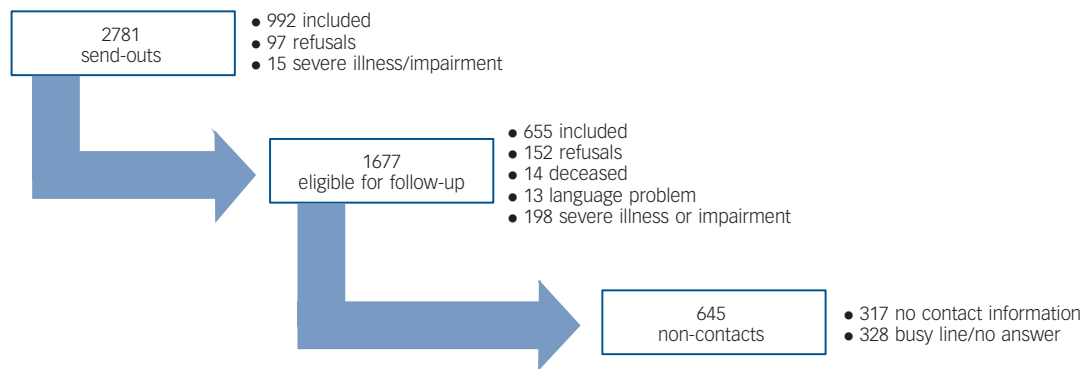 2781
send-outs
• 992 included
• 97 refusals
• 15 severe illness/impairment
1677
eligible for follow-up
• 655 included
• 152 refusals
• 14 deceased
• 13 language problem
• 198 severe illness or impairment
645
non-contacts
• 317 no contact information
• 328 busy line/no answer